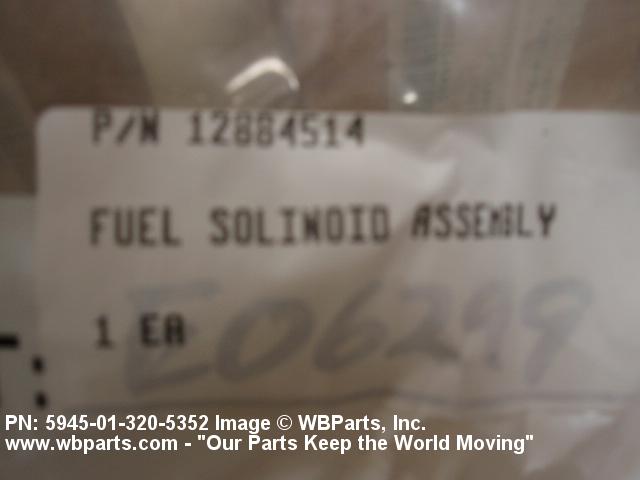 P/N 12884514
FUEL SOLINOID ASSEMBLY
1 EA
E06299
PN: 5945-01-320-5352 Image © WBParts, Inc.
www.wbparts.com - "Our Parts Keep the World Moving"